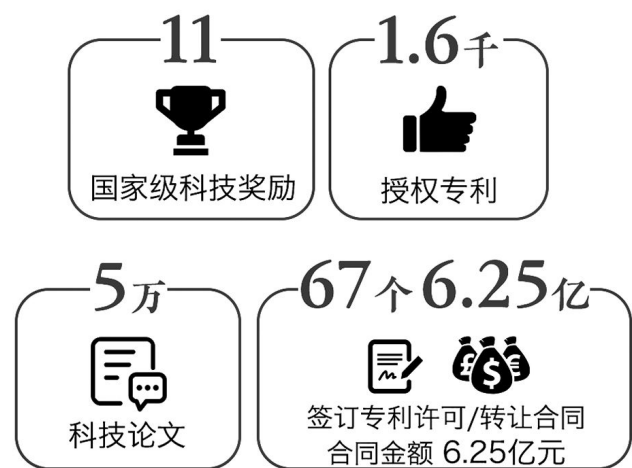 11
国家级科技奖励
1.6千
授权专利
5万
科技论文
67个 6.25亿
签订专利许可/转让合同
合同金额 6.25亿元